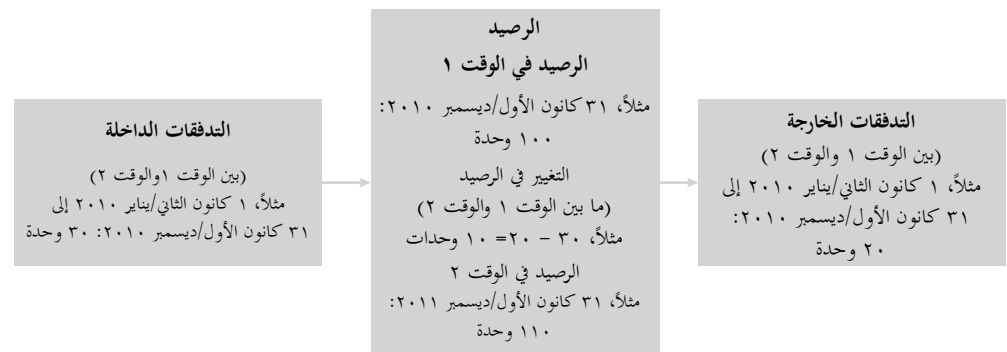 التدفقات الداخلة
(بين الوقت ١والوقت ٢)
مثلاً، ١ كانون الثاني/يناير ٢٠١٠ إلى
٣١ كانون الأول/ديسمبر ٢٠١٠: ٣٠ وحدة
الرصيد
الرصيد في الوقت ١
مثلاً، ٣١ كانون الأول/ديسمبر ٢٠١٠:
١٠٠ وحدة
التغيير في الرصيد
(ما بين الوقت ١ والوقت ٢)
مثلاً، ٣٠ – ٢٠= ١٠ وحدات
الرصيد في الوقت ٢
مثلاً، ٣١ كانون الأول/ديسمبر ٢٠١١:
١١٠ وحدة
التدفقات الخارجة
(بين الوقت ١ والوقت ٢)
مثلاً، ١ كانون الثاني/يناير ٢٠١٠ إلى
٣١ كانون الأول/ديسمبر ٢٠١٠:
٢٠ وحدة